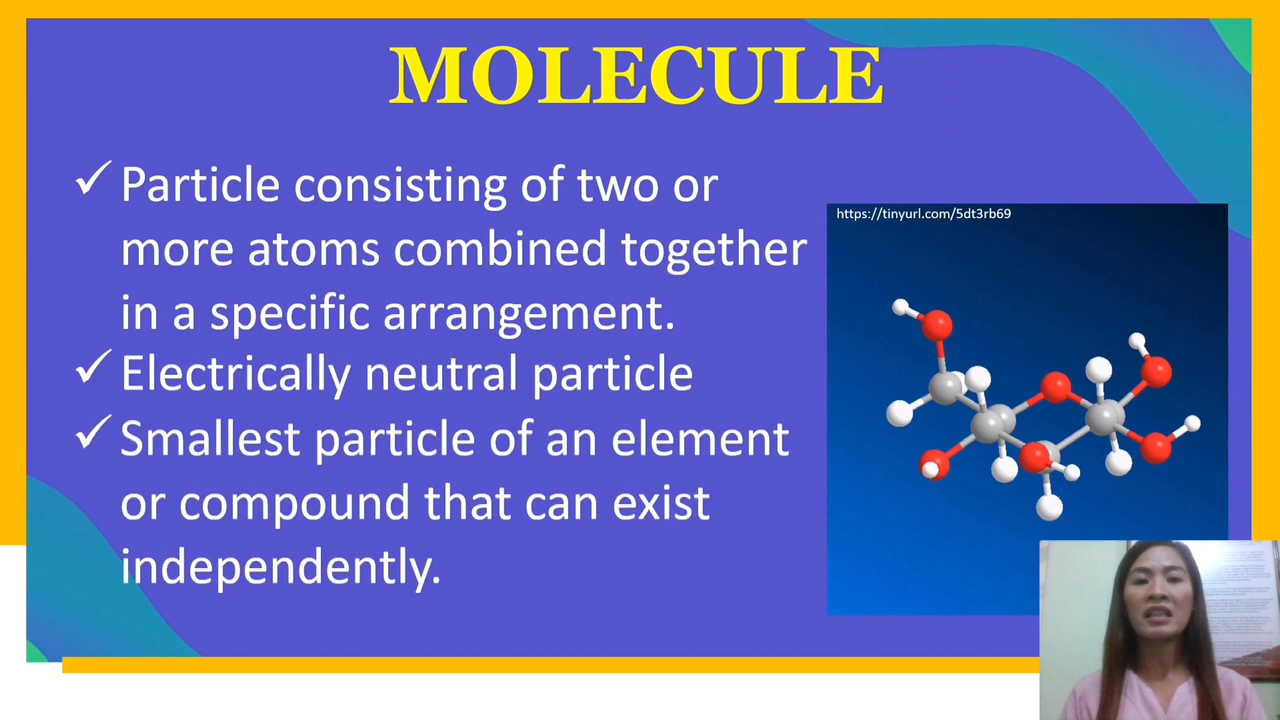 MOLECULE
✓ Particle consisting of two or
more atoms combined together
in a specific arrangement.
✓ Electrically neutral particle
✓ Smallest particle of an element
or compound that can exist
independently.
https://tinyurl.com/5dt3rb69